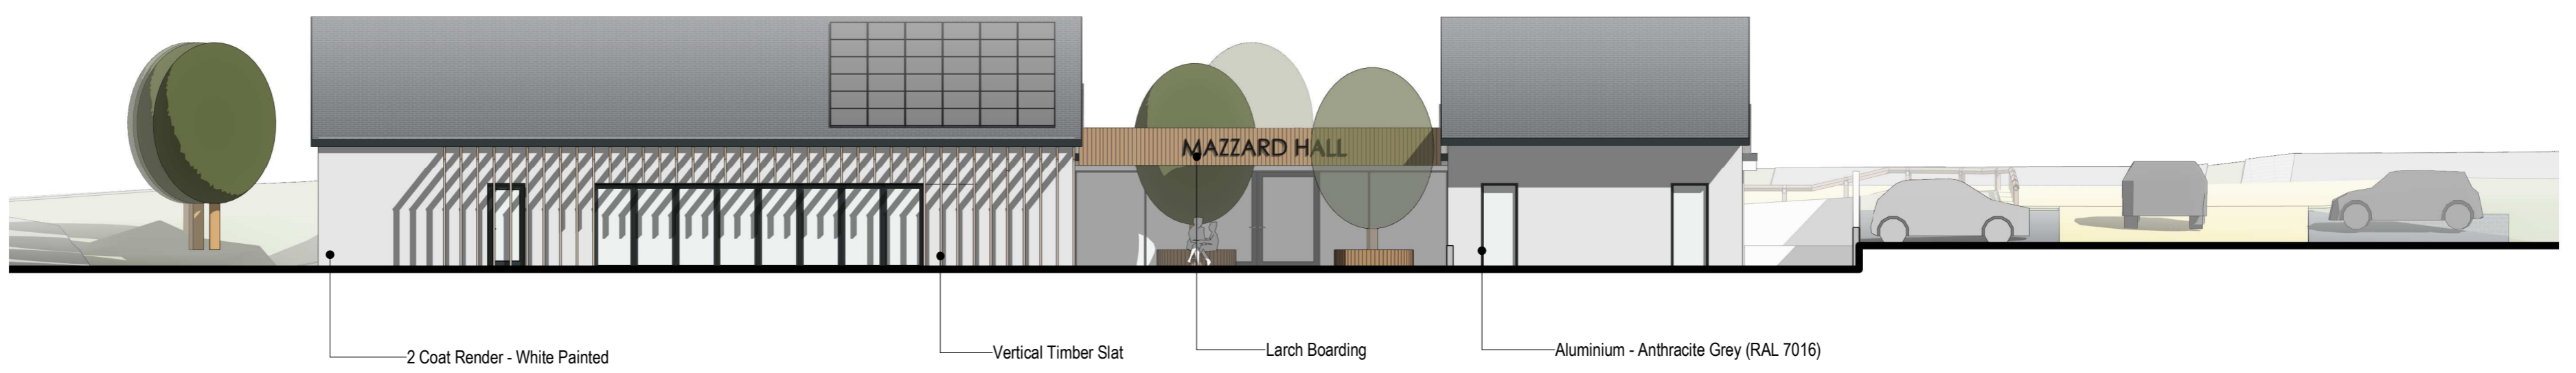 MAZZARD HALL
2 Coat Render - White Painted
Vertical Timber Slat
Larch Boarding
Aluminium - Anthracite Grey (RAL 7016)